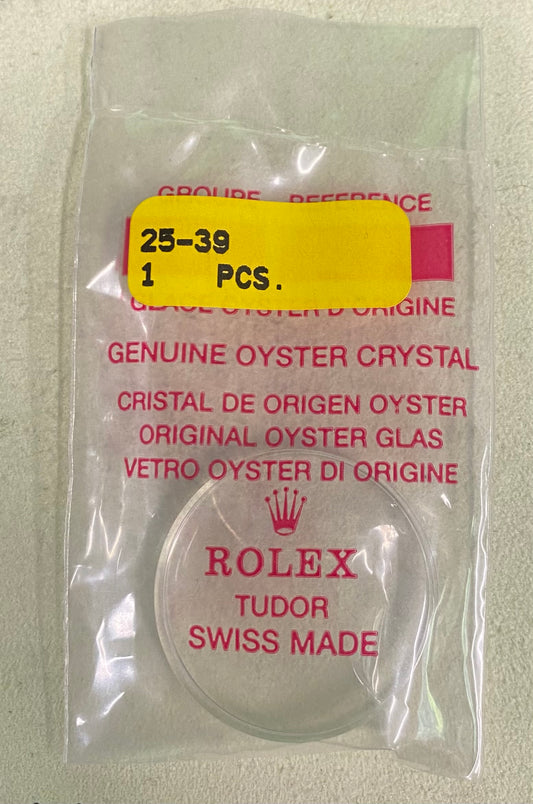 GROUPE REFERENCE
25-39
1 PCS.
GLACE OYSTER D'ORIGINE
GENUINE OYSTER CRYSTAL
CRISTAL DE ORIGEN OYSTER
ORIGINAL OYSTER GLAS
VETRO OYSTER DI ORIGINE
ROLEX
TUDOR
SWISS MADE